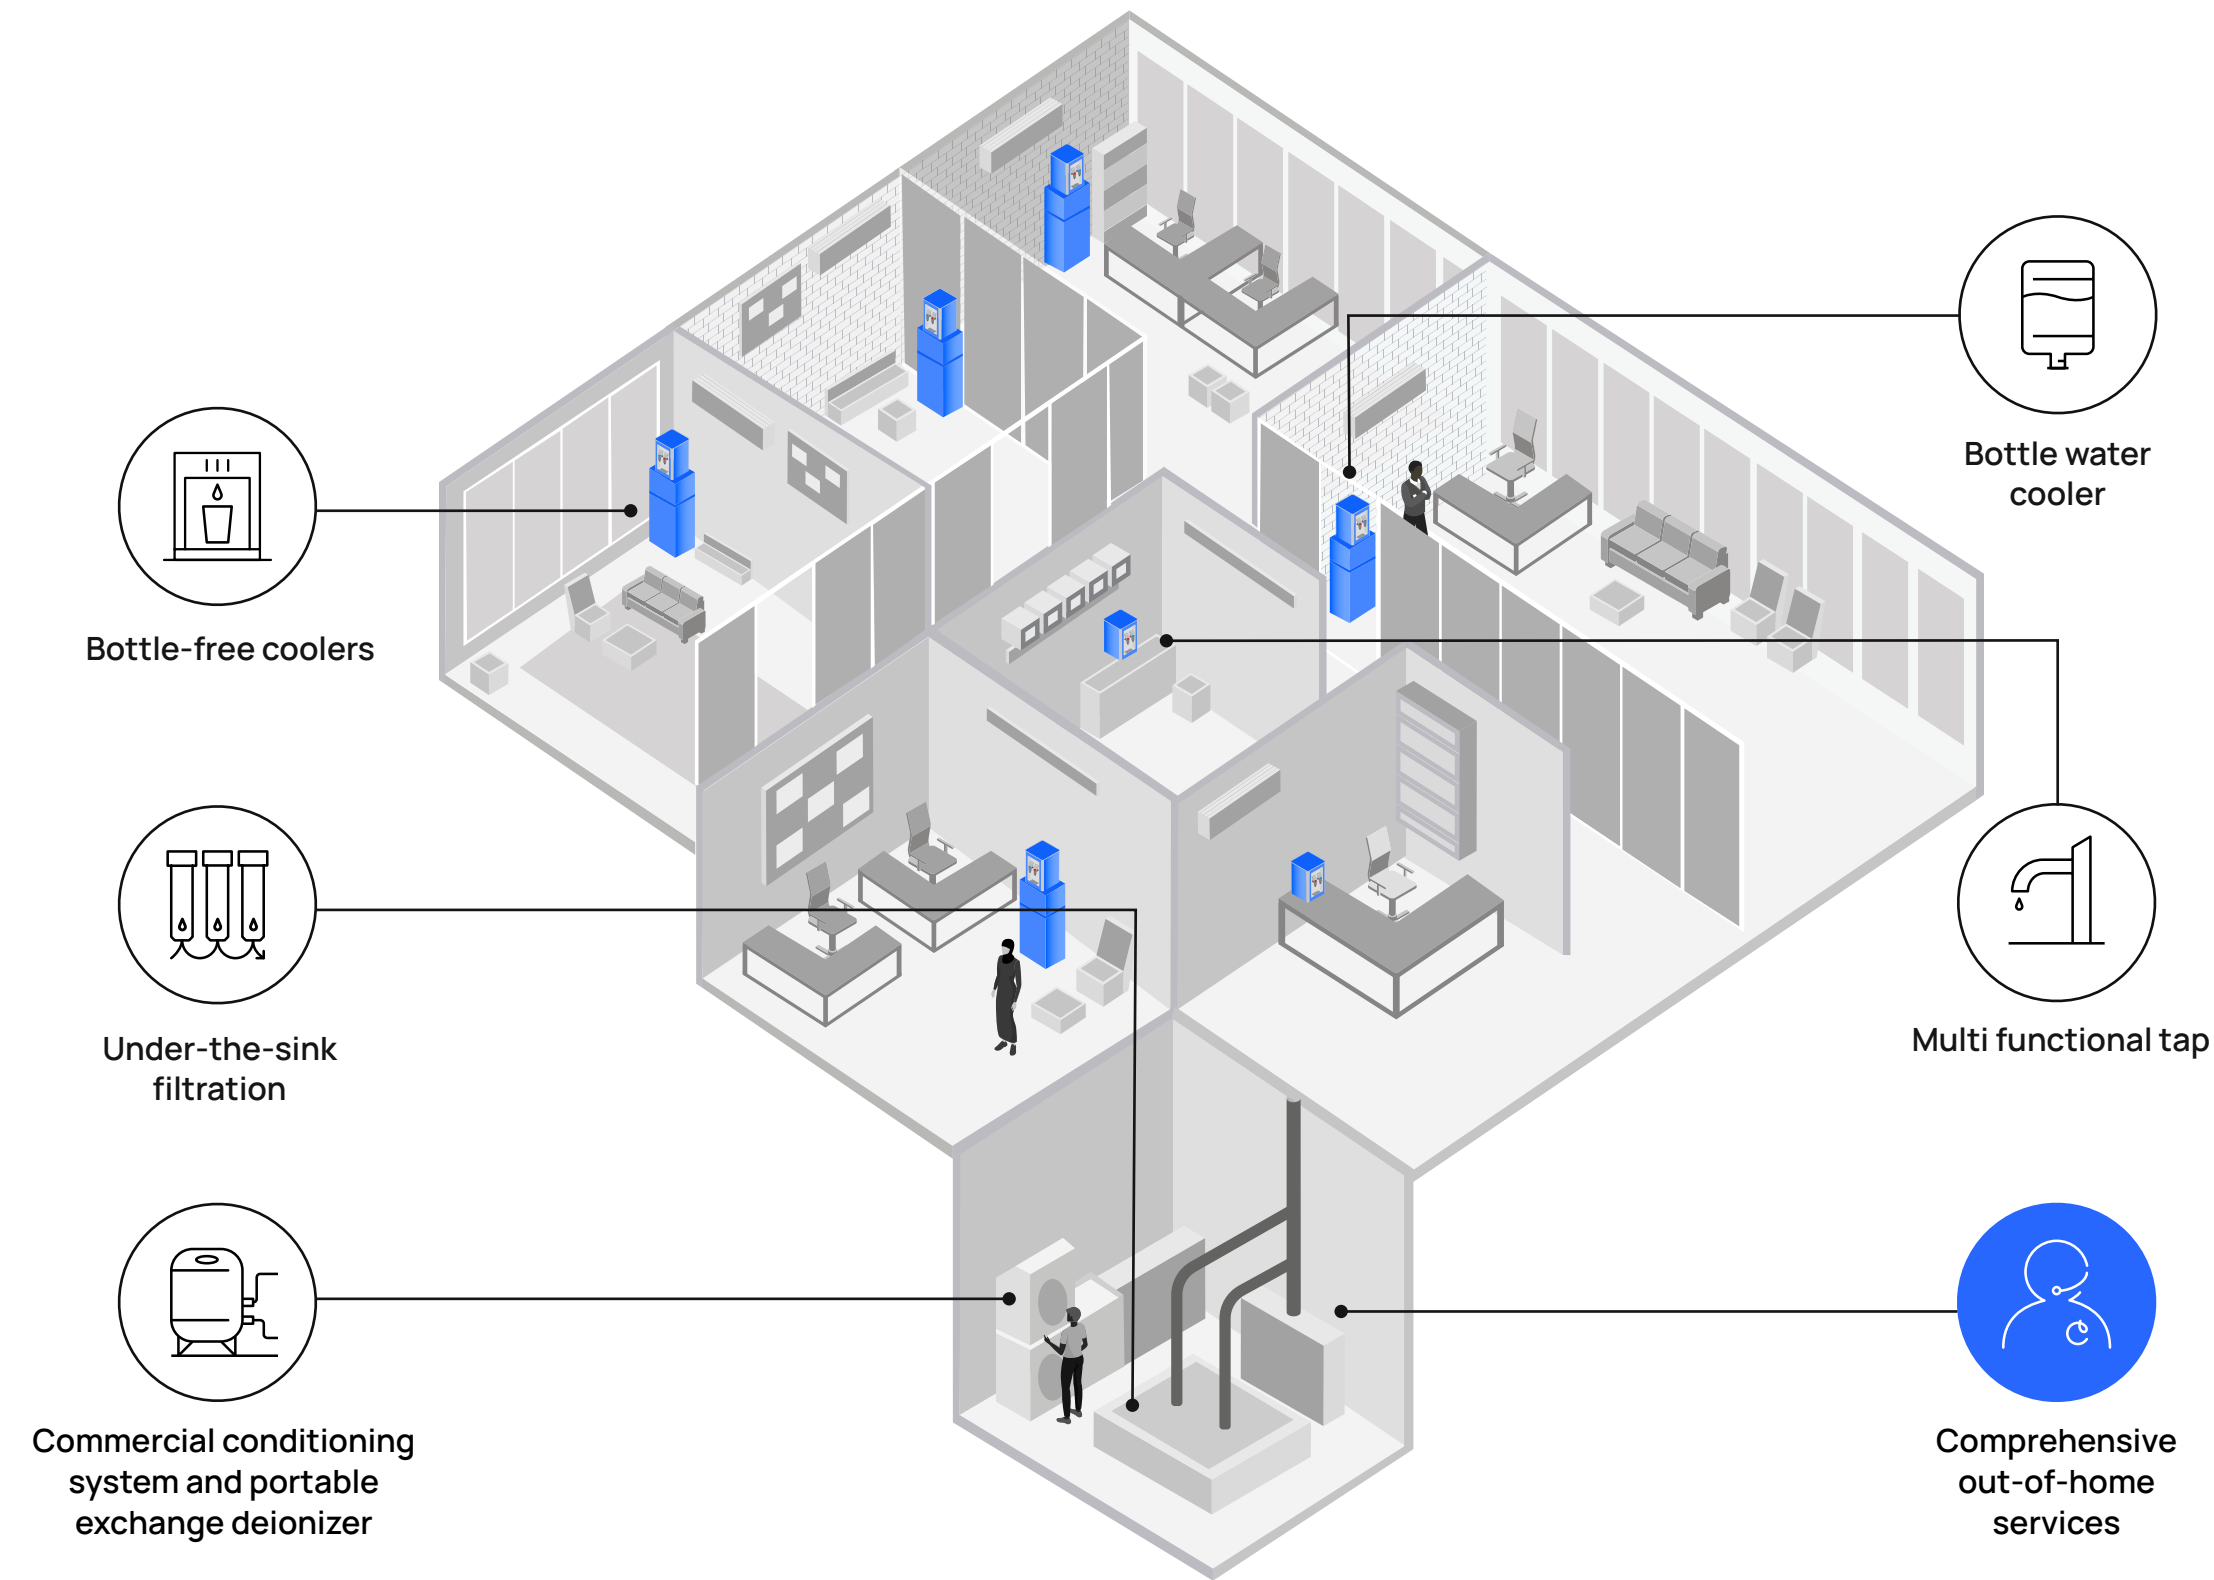 Bottle water
cooler
Bottle-free coolers
Under-the-sink
filtration
Multi functional tap
Commercial conditioning
system and portable
exchange deionizer
Comprehensive
out-of-home
services